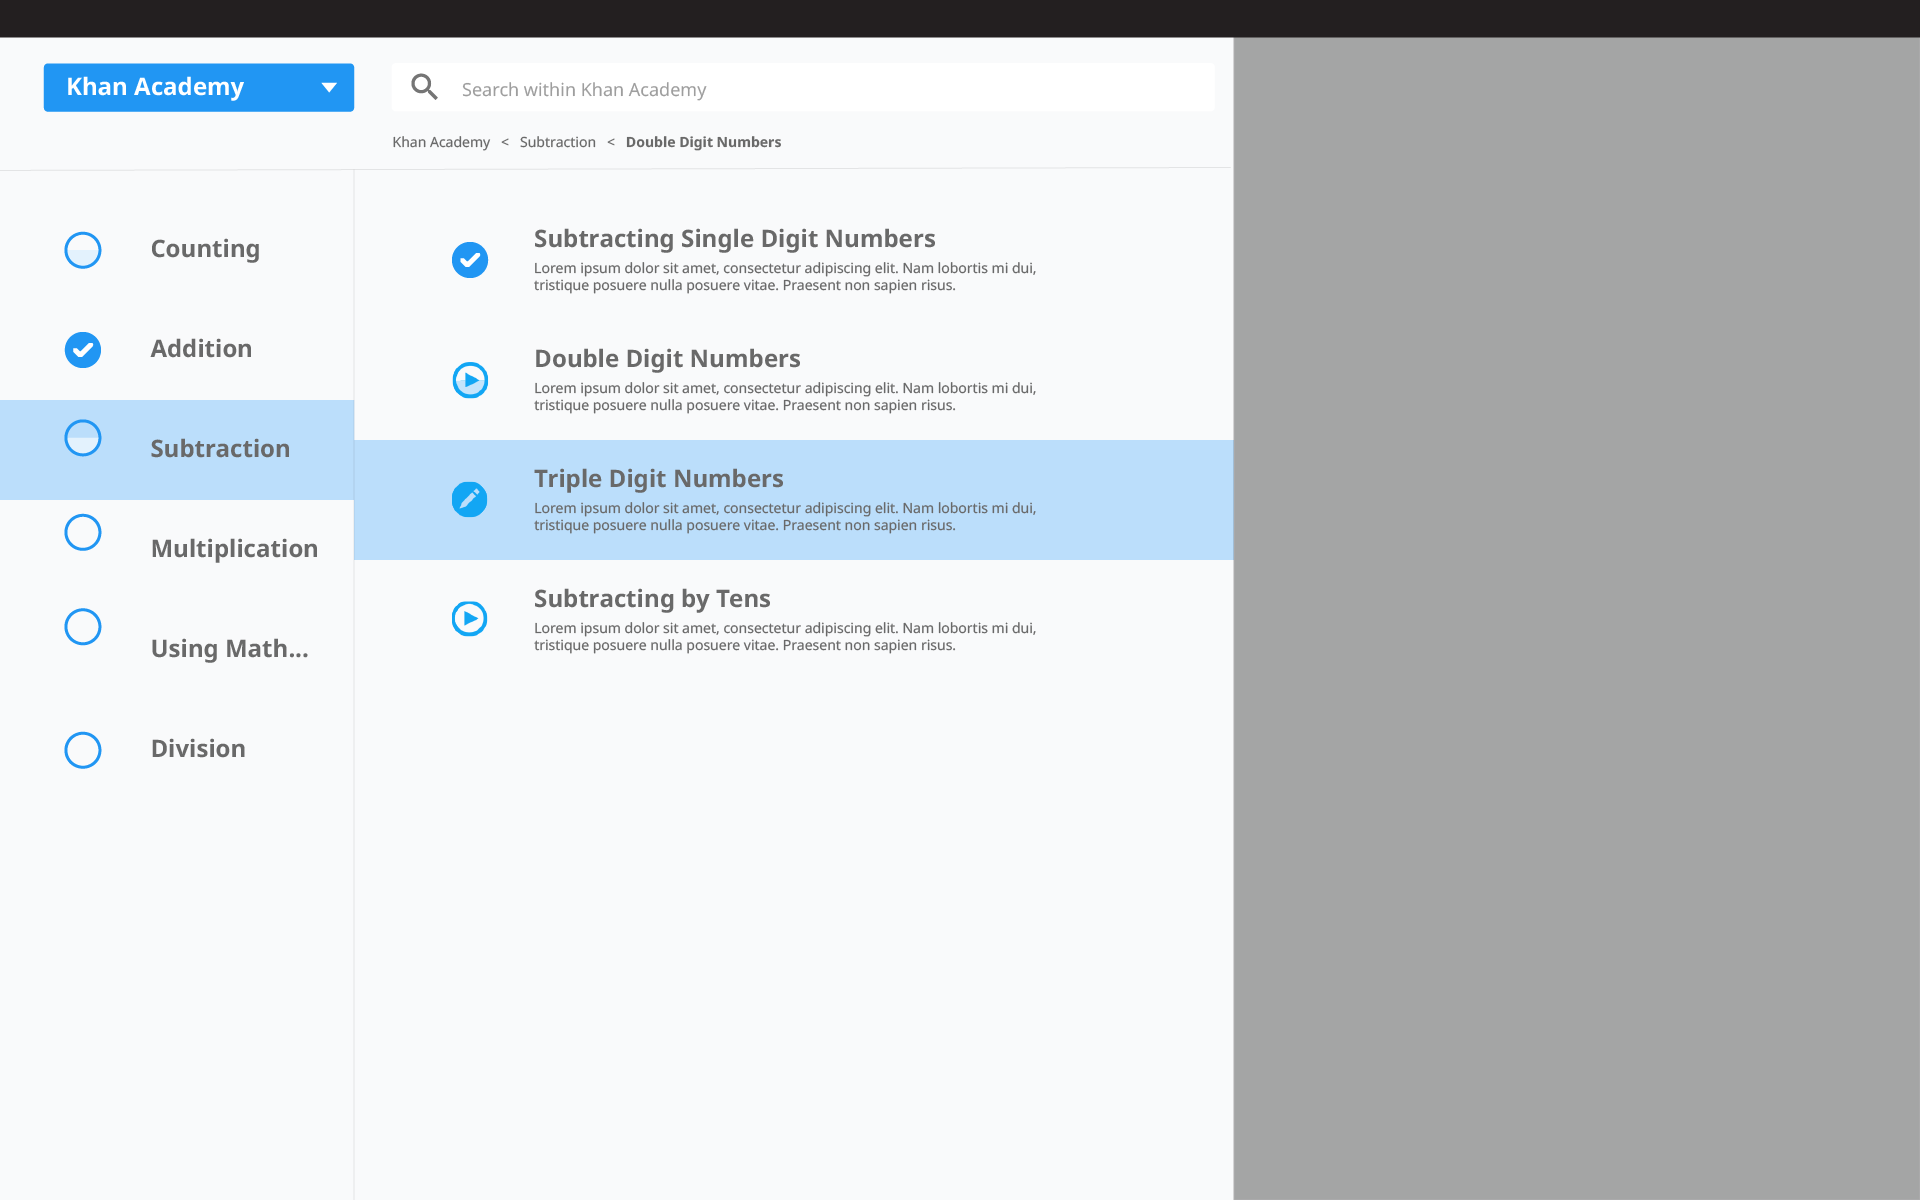 Khan Academy
Search within Khan Academy
Khan Academy < Subtraction < Double Digit Numbers
Counting
Addition
Subtraction
Multiplication
Using Math...
Division
Subtracting Single Digit Numbers
Lorem ipsum dolor sit amet, consectetur adipiscing elit. Nam lobortis mi dui,
tristique posuere nulla posuere vitae. Praesent non sapien risus.
Double Digit Numbers
Lorem ipsum dolor sit amet, consectetur adipiscing elit. Nam lobortis mi dui,
tristique posuere nulla posuere vitae. Praesent non sapien risus.
Triple Digit Numbers
Lorem ipsum dolor sit amet, consectetur adipiscing elit. Nam lobortis mi dui,
tristique posuere nulla posuere vitae. Praesent non sapien risus.
Subtracting by Tens
Lorem ipsum dolor sit amet, consectetur adipiscing elit. Nam lobortis mi dui,
tristique posuere nulla posuere vitae. Praesent non sapien risus.